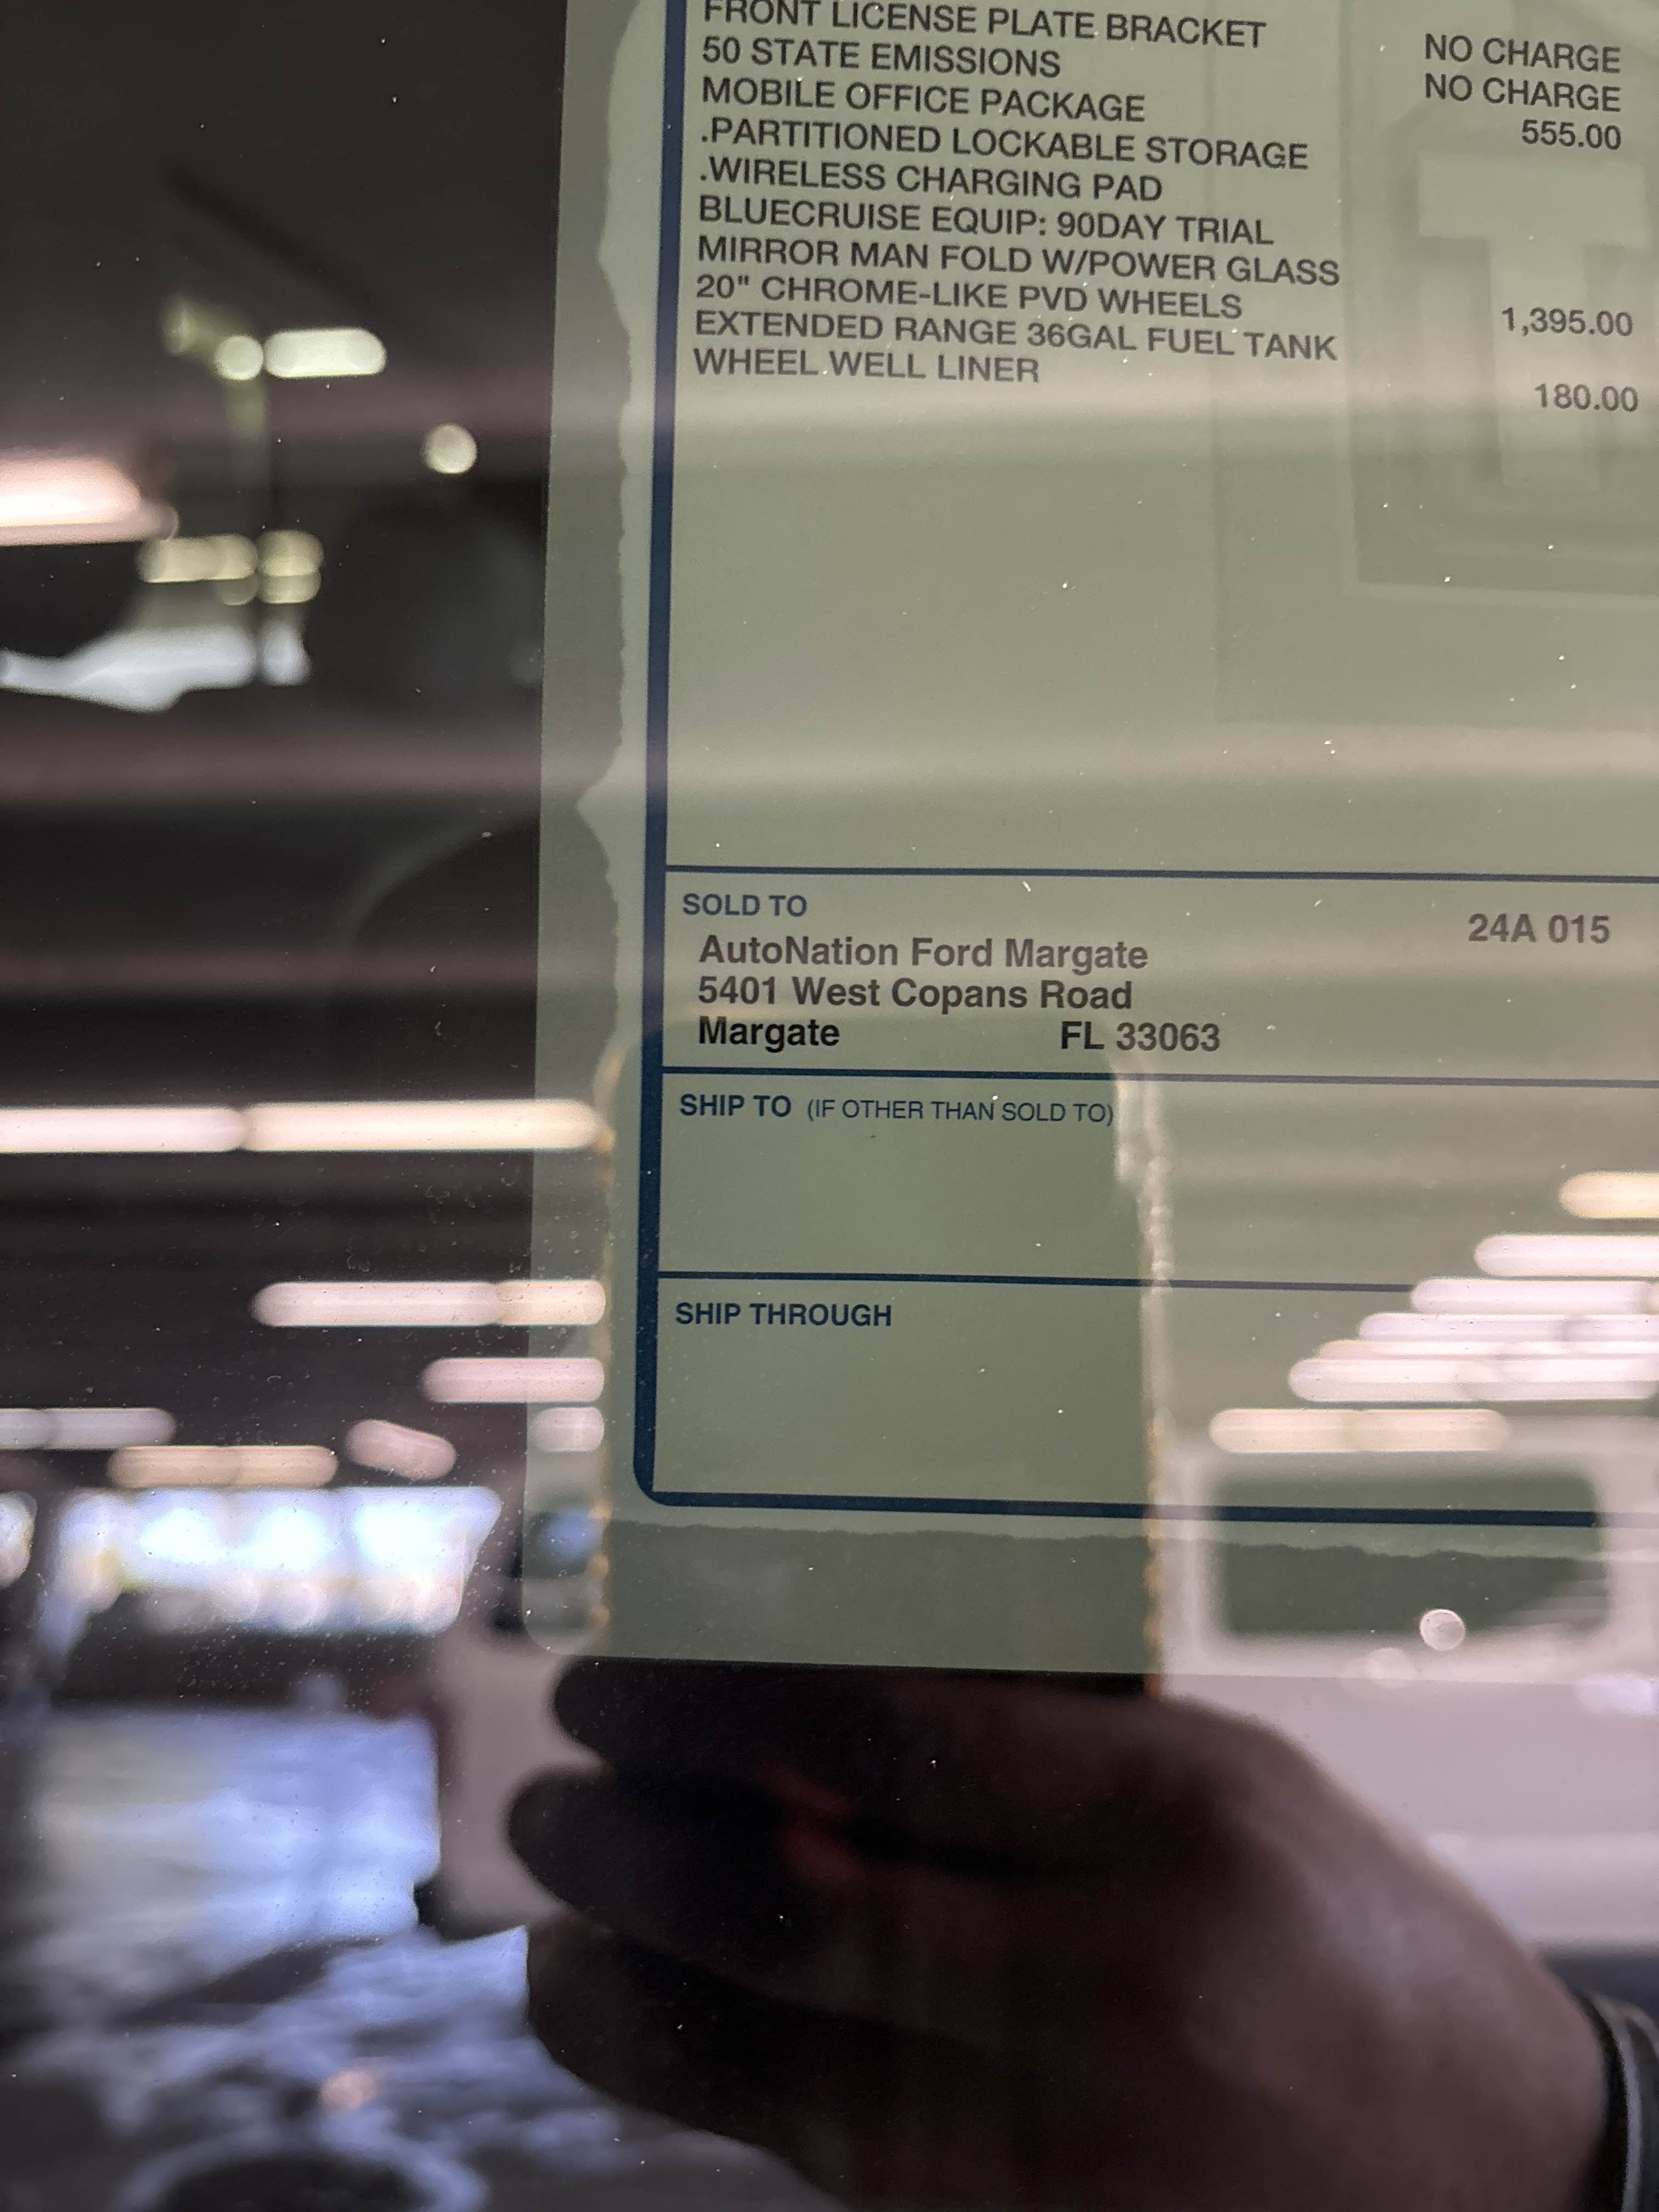 FRONT LICENSE PLATE BRACKET NO CHARGE
50 STATE EMISSIONS NO CHARGE
MOBILE OFFICE PACKAGE 555.00
.PARTITIONED LOCKABLE STORAGE
.WIRELESS CHARGING PAD
BLUECRUISE EQUIP: 90DAY TRIAL
MIRROR MAN FOLD W/POWER GLASS
20" CHROME-LIKE PVD WHEELS 1,395.00
EXTENDED RANGE 36GAL FUEL TANK
WHEEL WELL LINER 180.00
SOLD TO
24A 015
AutoNation Ford Margate
5401 West Copans Road
Margate FL 33063
SHIP TO (IF OTHER THAN SOLD TO)
SHIP THROUGH